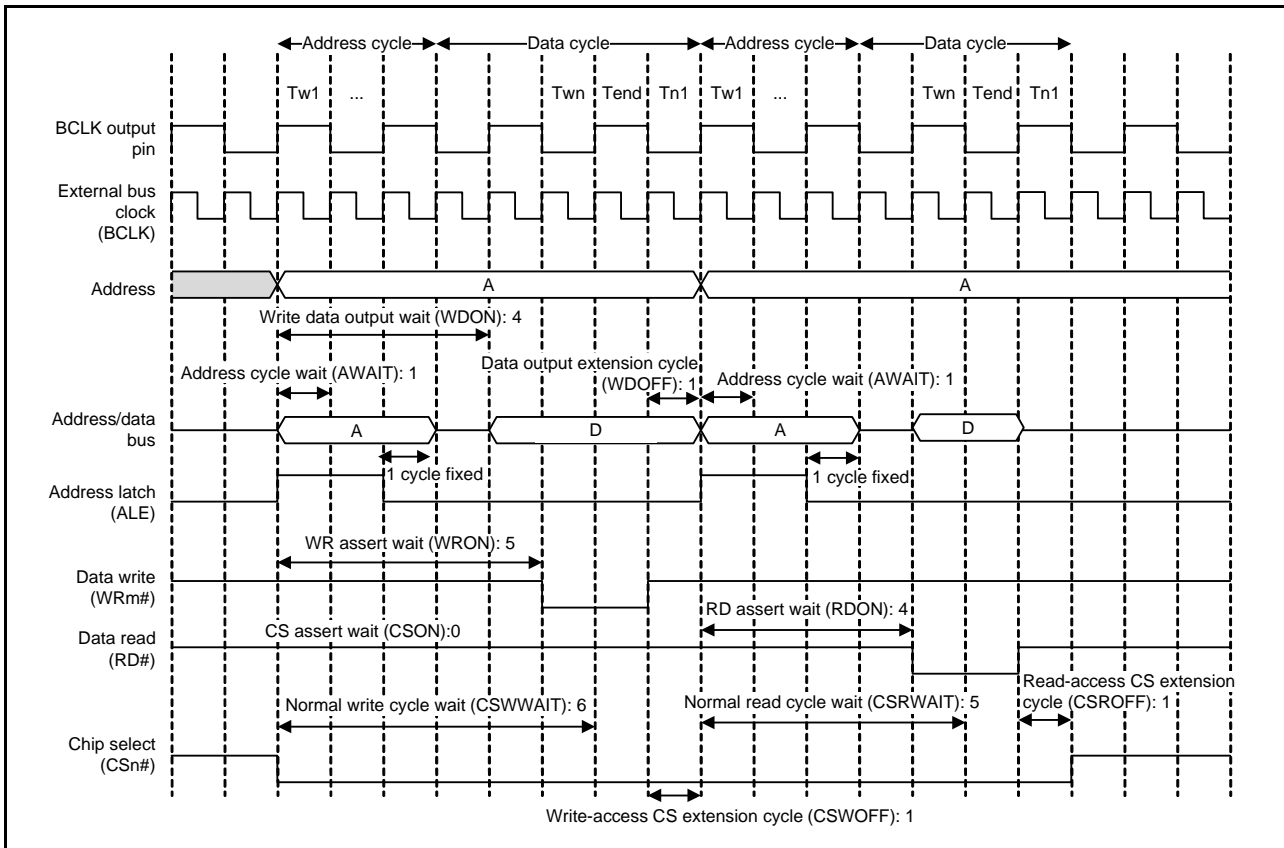 Address cycle Data cycle Address cycle Data cycle
Tw1 ... Twn Tend Tn1 Tw1 ... Twn Tend Tn1
BCLK output
pin
External bus
clock
(BCLK)
Address
A A
Write data output wait (WDON): 4
Data output extension cycle
(WDOFF): 1
Address cycle wait (AWAIT): 1
Address cycle wait (AWAIT): 1
Address/data
bus
A D A D
1 cycle fixed
1 cycle fixed
Address latch
(ALE)
WR assert wait (WRON): 5
Data write
(WRm#)
RD assert wait (RDON): 4
CS assert wait (CSON):0
Data read
(RD#)
Read-access CS extension
cycle (CSROFF): 1
Normal write cycle wait (CSWWAIT): 6
Normal read cycle wait (CSRWAIT): 5
Chip select
(CSn#)
Write-access CS extension cycle (CSWOFF): 1